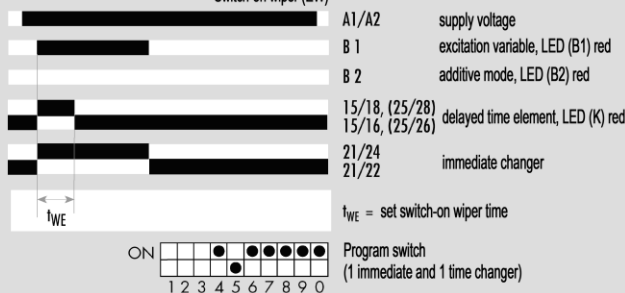 A1/A2 supply voltage
B 1 excitation variable, LED (B1) red
B 2 additive mode, LED (B2) red
15/18, (25/28)
15/16, (25/26) delayed time element, LED (K) red
21/24
21/22 immediate changer
tWE
tWE = set switch-on wiper time
ON Program switch
(1 immediate and 1 time changer)
1 2 3 4 5 6 7 8 9 0